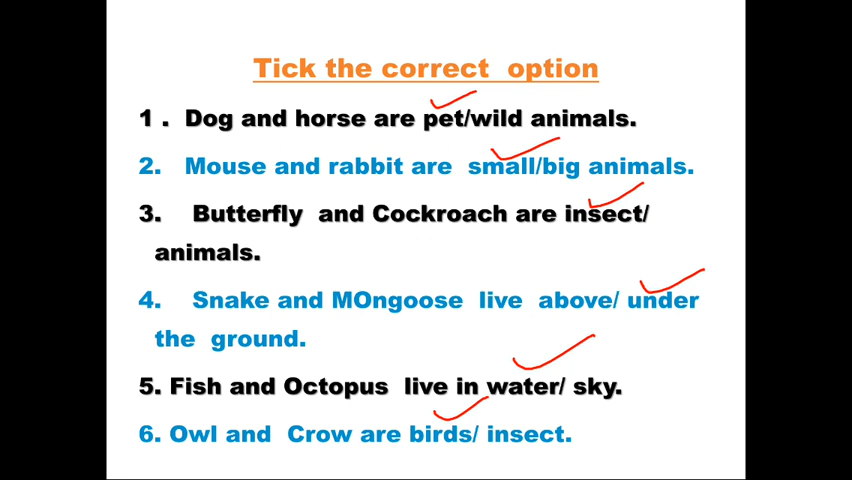 Tick the correct option
1 . Dog and horse are pet/wild animals.
2. Mouse and rabbit are small/big animals.
3. Butterfly and Cockroach are insect/
animals.
4. Snake and MOngoose live above/ under
the ground.
5. Fish and Octopus live in water/ sky.
6. Owl and Crow are birds/ insect.